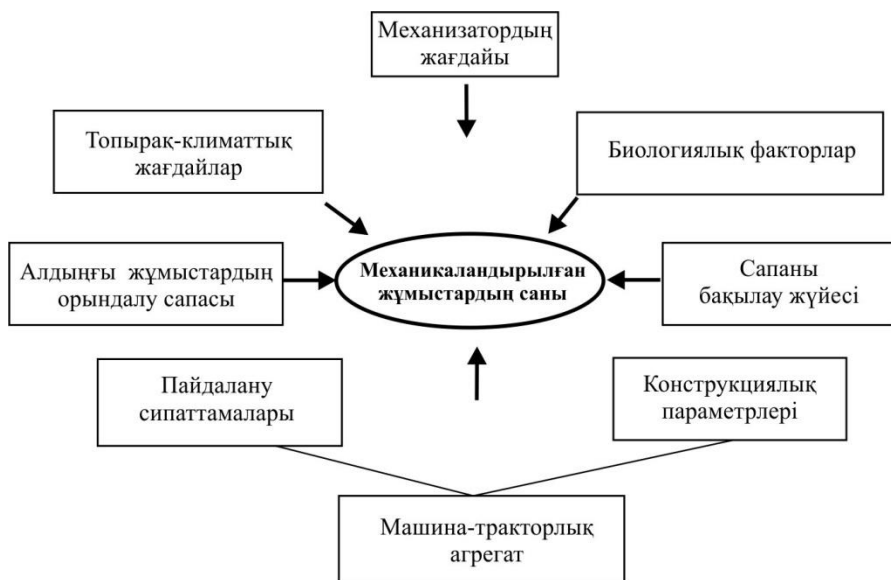 Механизатордың
жағдайы
Топырақ-климаттық
жағдайлар
Биологиялық факторлар
Алдыңғы жұмыстардың
орындалу сапасы
Механикаландырылған
жұмыстардың саны
Сапаны
бақылау жүйесі
Пайдалану
сипаттамалары
Конструкциялық
параметрлері
Машина-тракторлық
агрегат